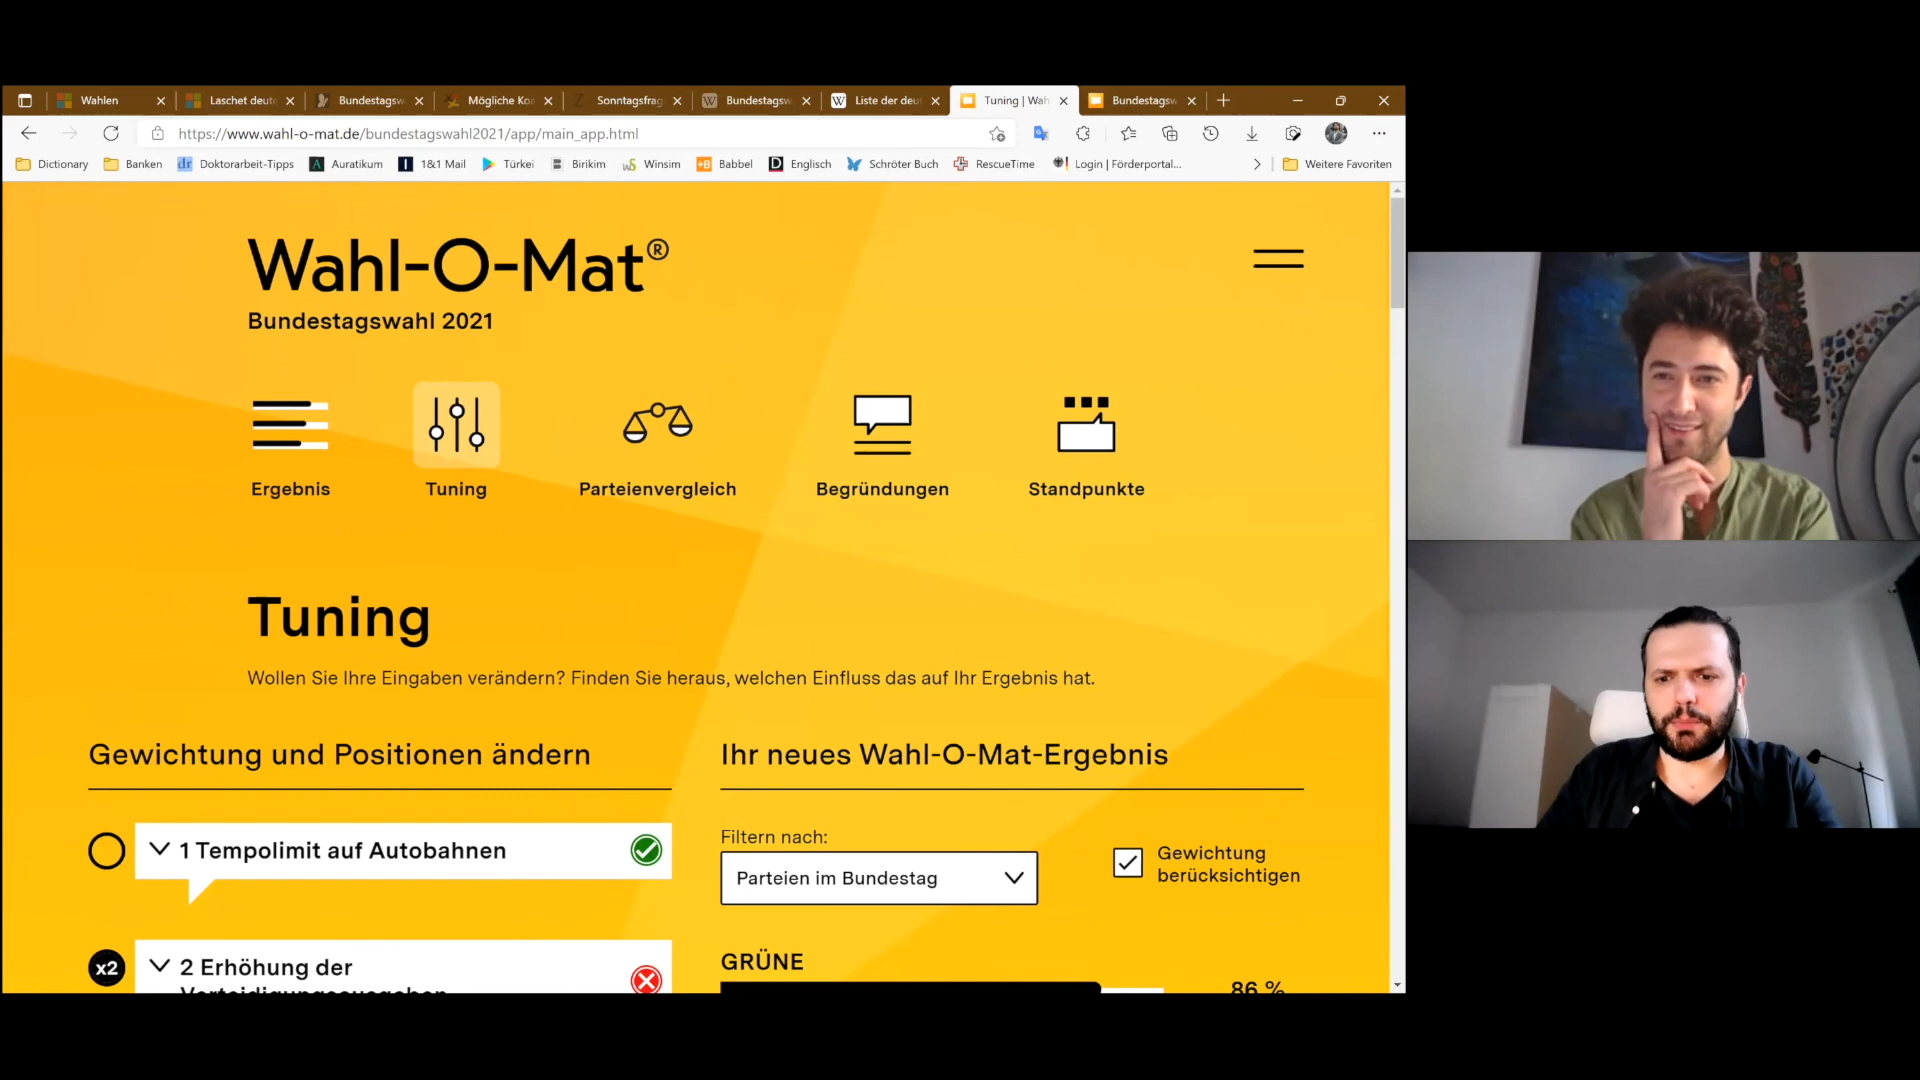 Wahlen
Laschet deut
Bundestagsw
Mögliche Ko
Sonntagsfrag
Bundestagsw
Liste der deu
Tuning | Wah
Bundestagsw
https://www.wahl-o-mat.de/bundestagswahl2021/app/main_app.html
Dictionary
Banken
dr
Doktorarbeit-Tipps
A
Auratikum
1&1 Mail
Türkei
B
Birikim
Winsim
+B
Babbel
D
Englisch
Schröter Buch
RescueTime
Login | Förderportal...
Weitere Favoriten
Wahl-O-Mat®
Bundestagswahl 2021
Ergebnis
Tuning
Parteienvergleich
Begründungen
Standpunkte
Tuning
Wollen Sie Ihre Eingaben verändern? Finden Sie heraus, welchen Einfluss das auf Ihr Ergebnis hat.
Gewichtung und Positionen ändern
1 Tempolimit auf Autobahnen
x2
2 Erhöhung der
Verteidigungsausgaben
Ihr neues Wahl-O-Mat-Ergebnis
Filtern nach:
Parteien im Bundestag
Gewichtung
berücksichtigen
GRÜNE
86 %